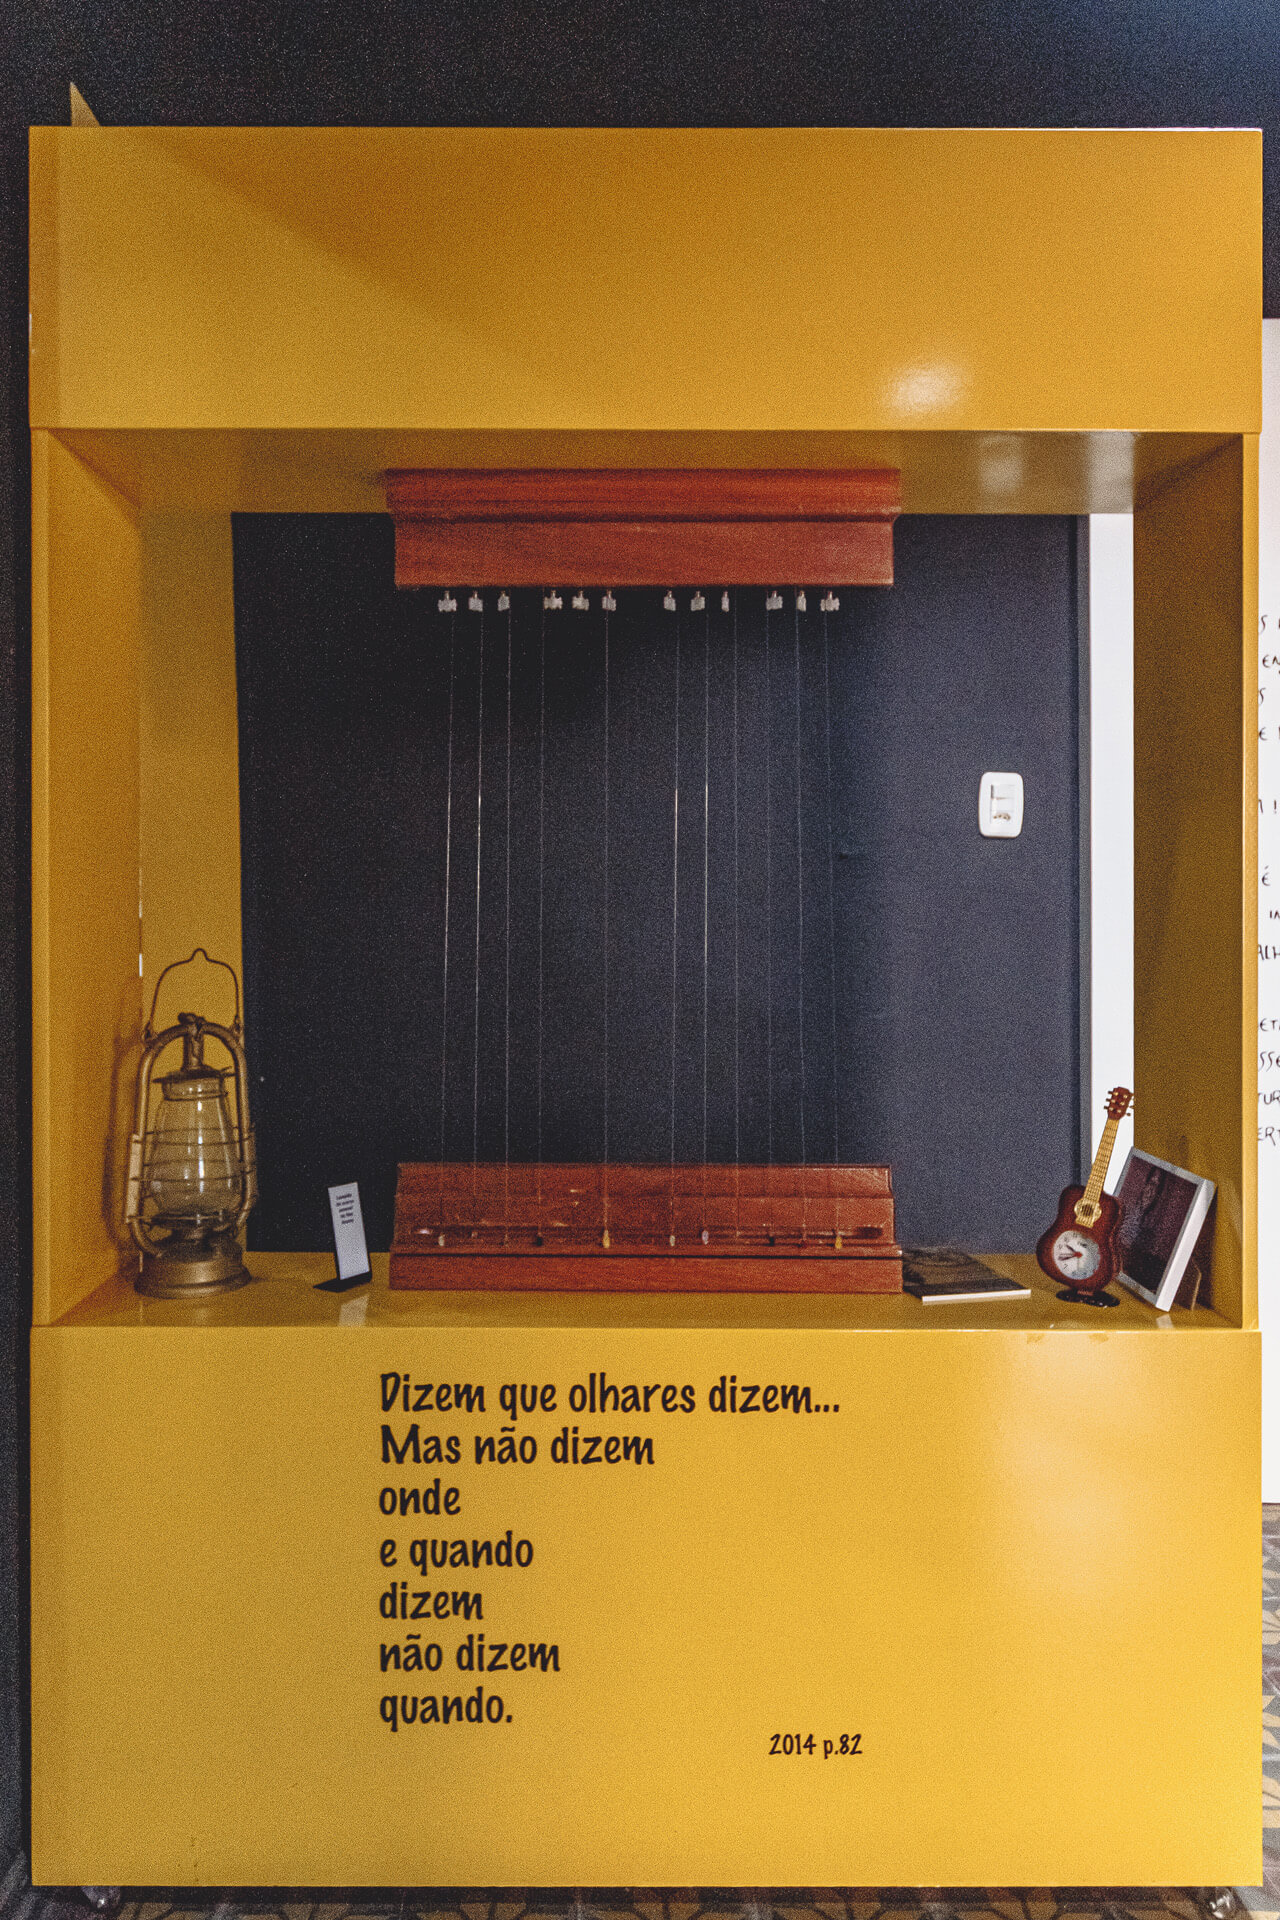 Dizem que olhares dizem...
Mas não dizem
onde
e quando
dizem
não dizem
quando.
2014 p.82